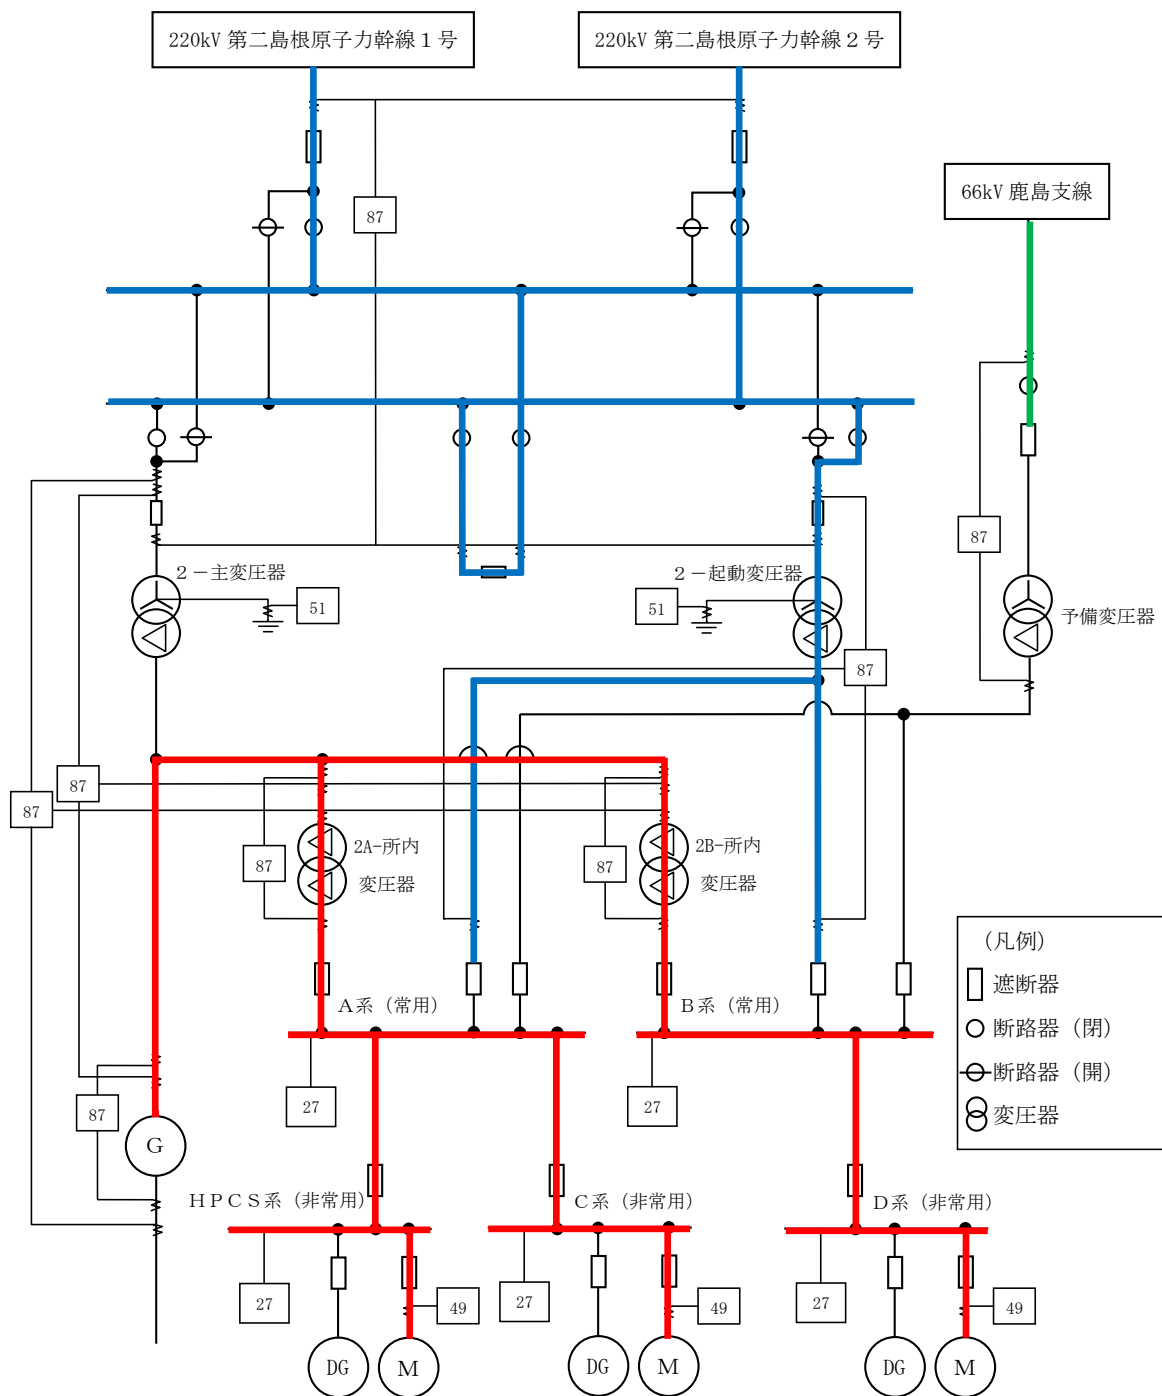 220kV 第二島根原子力幹線１号
220kV 第二島根原子力幹線２号
66kV 鹿島支線
87
87
２－主変圧器
51
２－起動変圧器
51
予備変圧器
87
87
87
2A-所内
変圧器
87
2B-所内
変圧器
87
(凡例)
遮断器
断路器（閉）
断路器（開）
変圧器
Ａ系（常用）
Ｂ系（常用）
27
27
87
G
ＨＰＣＳ系（非常用）
Ｃ系（非常用）
Ｄ系（非常用）
27
49
27
49
27
49
DG
M
DG
M
DG
M